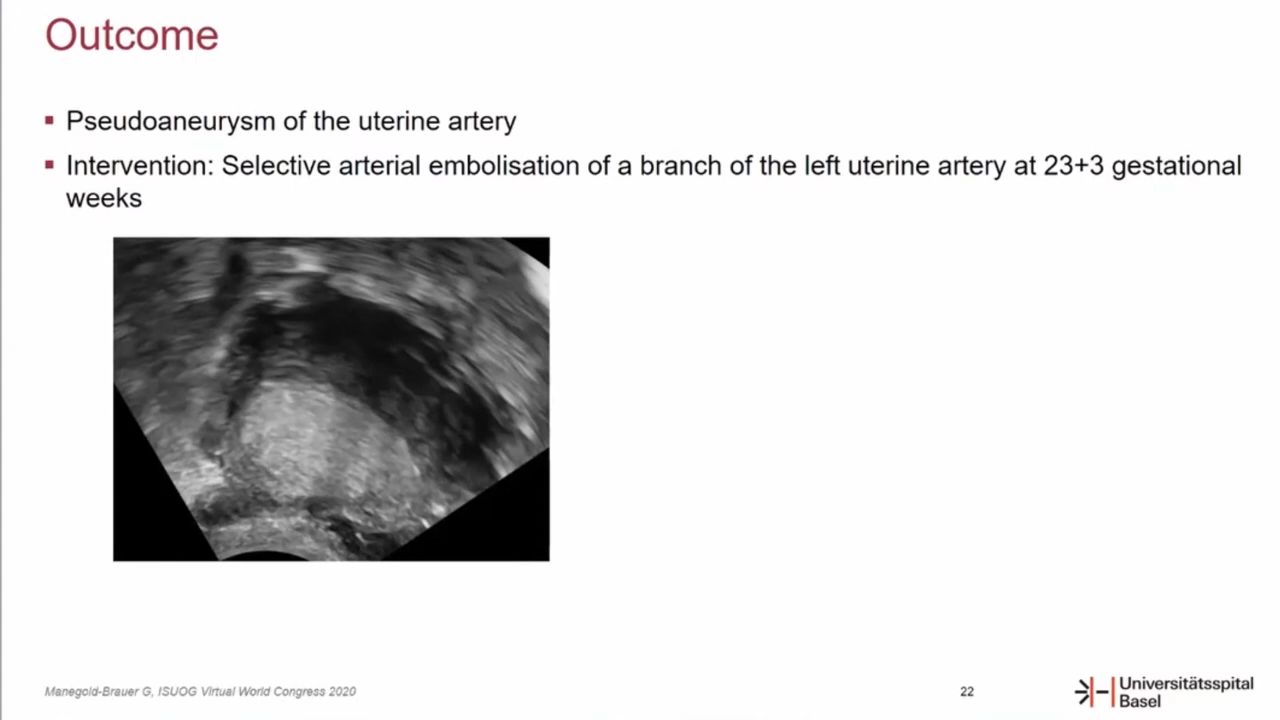 Outcome
Pseudoaneurysm of the uterine artery
Intervention: Selective arterial embolisation of a branch of the left uterine artery at 23+3 gestational
weeks
Manegold-Brauer G, ISUOG Virtual World Congress 2020
22
Universitätsspital
Basel